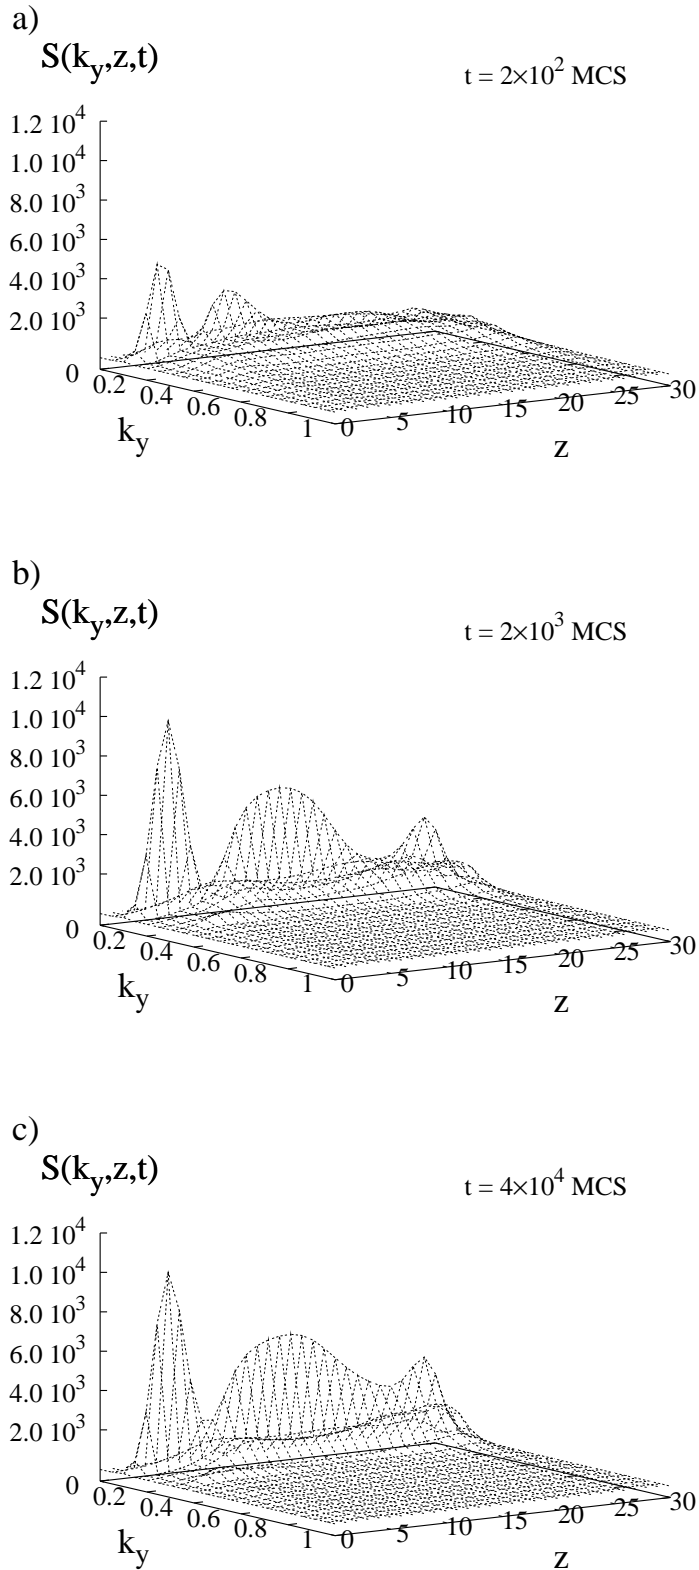 a)
S(k_y,z,t)
t = 2×10^2 MCS
1.2 10^4
1.0 10^4
8.0 10^3
6.0 10^3
4.0 10^3
2.0 10^3
0
0.2 0.4 0.6 0.8 1
k_y
0 5 10 15 20 25 30
z
b)
S(k_y,z,t)
t = 2×10^3 MCS
1.2 10^4
1.0 10^4
8.0 10^3
6.0 10^3
4.0 10^3
2.0 10^3
0
0.2 0.4 0.6 0.8 1
k_y
0 5 10 15 20 25 30
z
c)
S(k_y,z,t)
t = 4×10^4 MCS
1.2 10^4
1.0 10^4
8.0 10^3
6.0 10^3
4.0 10^3
2.0 10^3
0
0.2 0.4 0.6 0.8 1
k_y
0 5 10 15 20 25 30
z